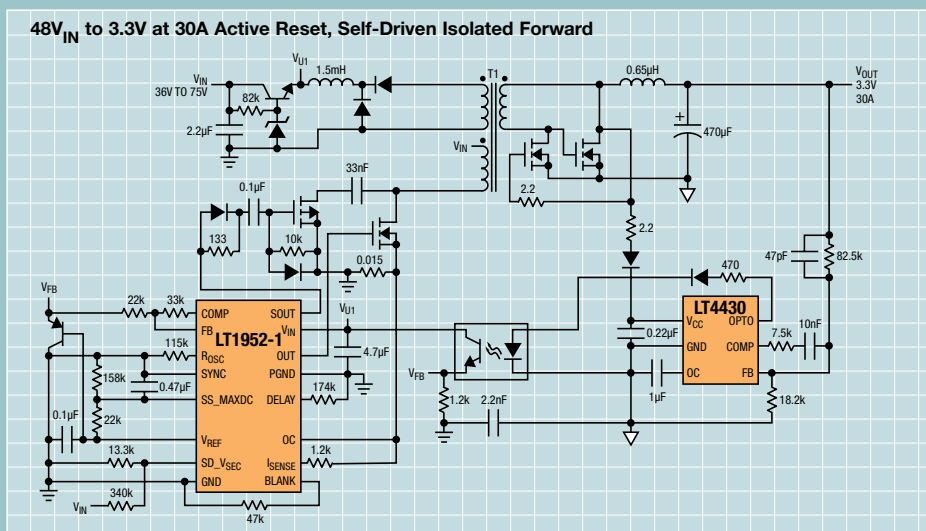 48VIN to 3.3V at 30A Active Reset, Self-Driven Isolated Forward
VIN
36V TO 75V
82k
2.2µF
VU1
1.5mH
T1
VIN
0.65µH
VOUT
3.3V
30A
+
470µF
33nF
0.1µF
133
10k
0.015
2.2
2.2
47pF
82.5k
VFB
22k
33k
115k
158k
0.47µF
0.1µF
22k
13.3k
340k
VIN
47k
LT1952-1
COMP
FB
ROSC
SYNC
SS_MAXDC
VREF
SD_VSEC
GND
SOUT
VIN
OUT
PGND
DELAY
OC
ISENSE
BLANK
VU1
4.7µF
174k
1.2k
VFB
1.2k
2.2nF
0.22µF
1µF
470
LT4430
VCC
GND
OC
OPTO
COMP
FB
7.5k
10nF
18.2k